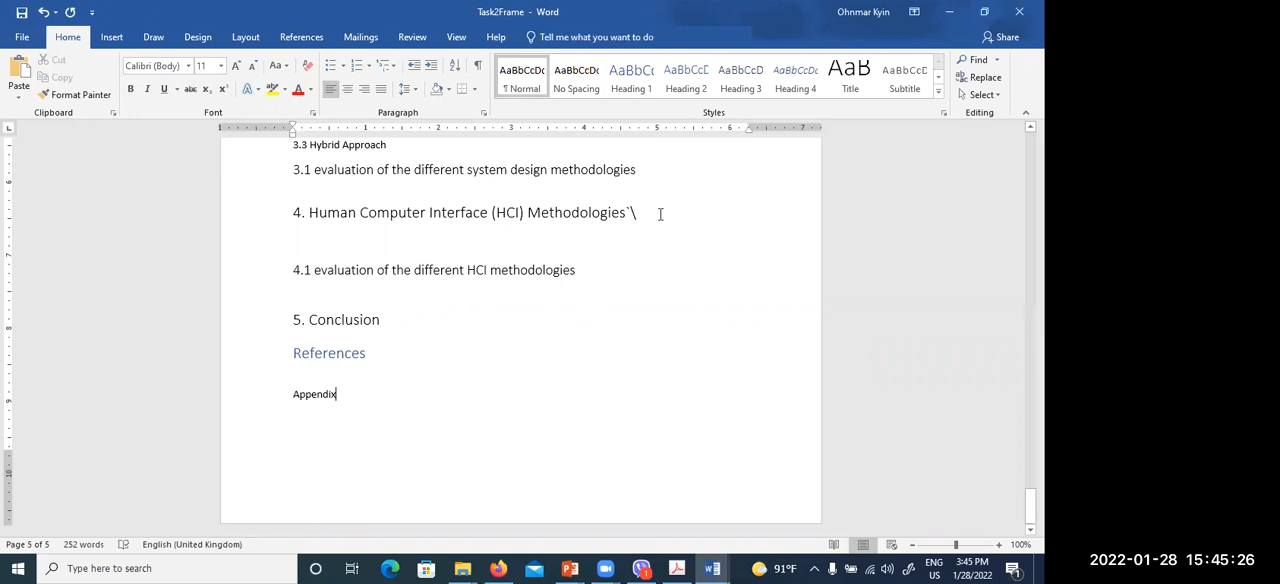 Task2Frame - Word
Ohnmar Kyin
File Home Insert Draw Design Layout References Mailings Review View Help Tell me what you want to do Share
Paste
Cut
Copy
Format Painter
Calibri (Body) 11
AaBbCcDc AaBbCcDc AaBbCc AaBbCcD AaBbCcD AaBbCcDc AaB AaBbCcC
¶ Normal No Spacing Heading 1 Heading 2 Heading 3 Heading 4 Title Subtitle
Find
Replace
Select
Clipboard Font Paragraph Styles Editing
3.3 Hybrid Approach
3.1 evaluation of the different system design methodologies
4. Human Computer Interface (HCI) Methodologies`\
4.1 evaluation of the different HCI methodologies
5. Conclusion
References
Appendix
Page 5 of 5 252 words English (United Kingdom) 100%
Type here to search
91°F
ENG
US
3:45 PM
1/28/2022
2022-01-28 15:45:26